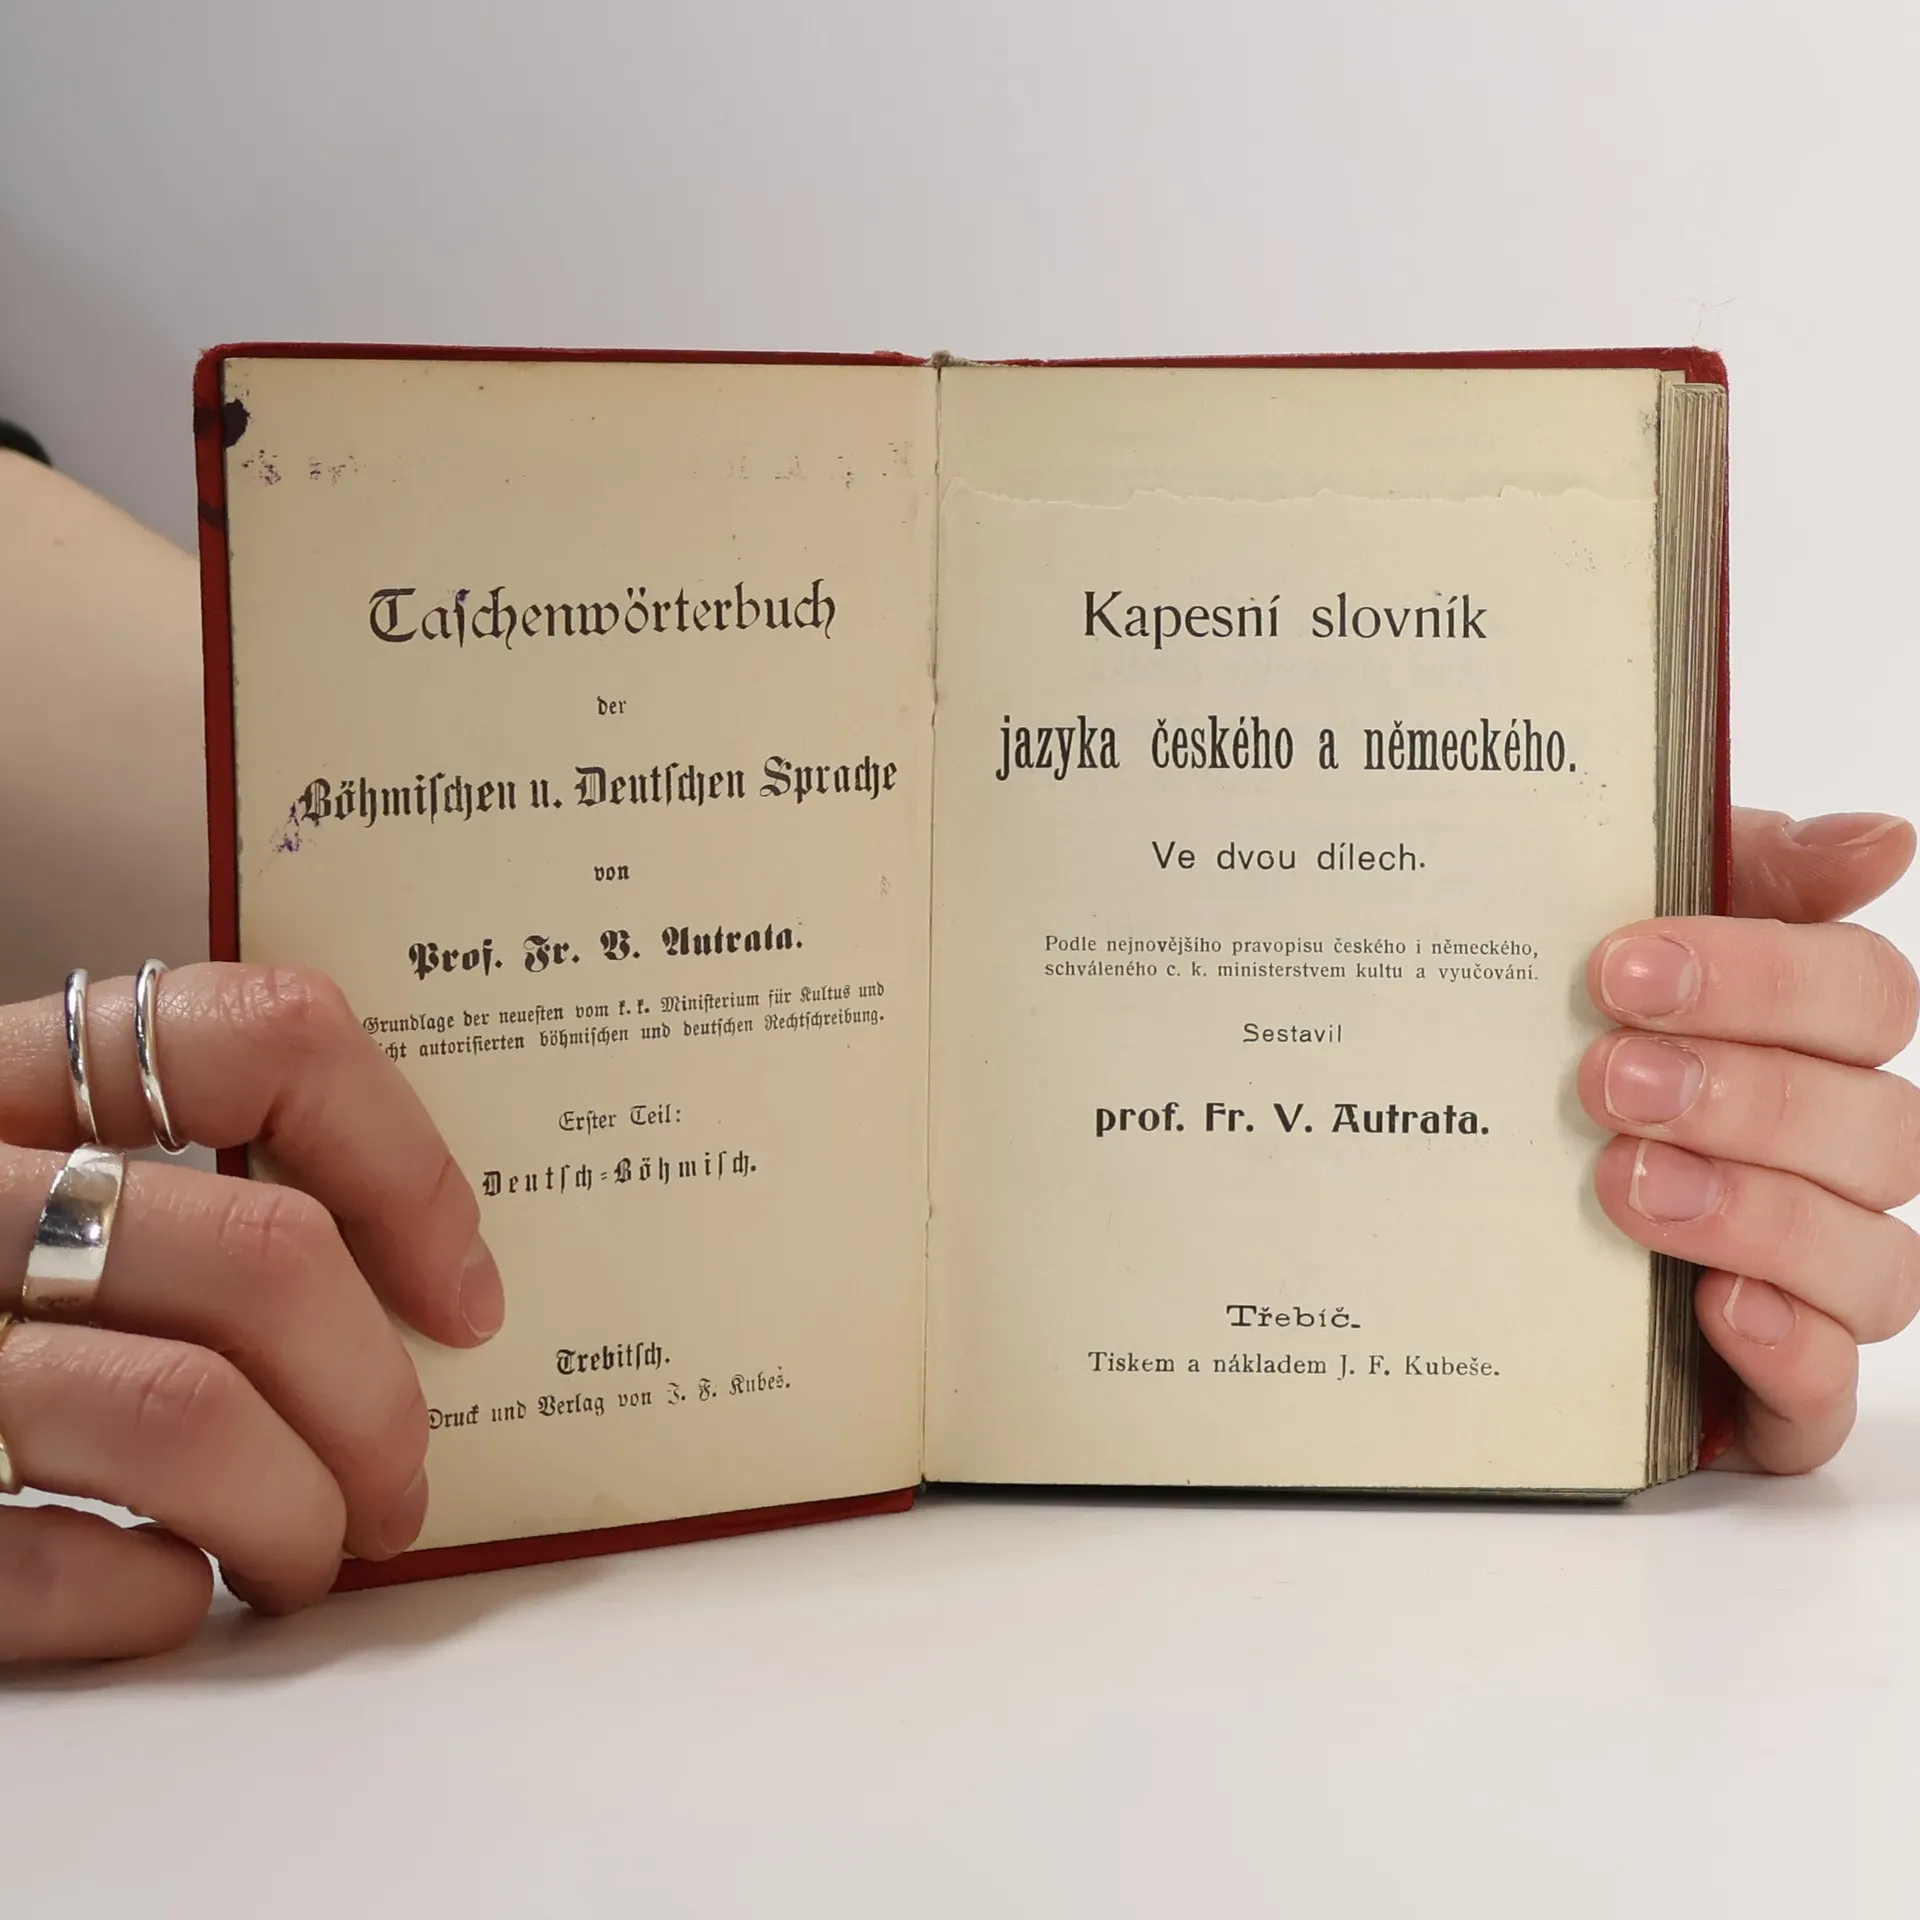 Taſchenwörterbuch
der
Böhmiſchen u. Deutſchen Sprache
von
Prof. Fr. V. Autrata.
Grundlage der neueſten vom k. k. Miniſterium für Kultus und
autoriſierten böhmiſchen und deutſchen Rechtſchreibung.
Erſter Teil:
Deutſch=Böhmiſch.
Trebitſch.
Druck und Verlag von J. F. Kubeš.
Kapesní slovník
jazyka českého a německého.
Ve dvou dílech.
Podle nejnovějšího pravopisu českého i německého,
schváleného c. k. ministerstvem kultu a vyučování.
Sestavil
prof. Fr. V. Autrata.
Třebíč.
Tiskem a nákladem J. F. Kubeše.